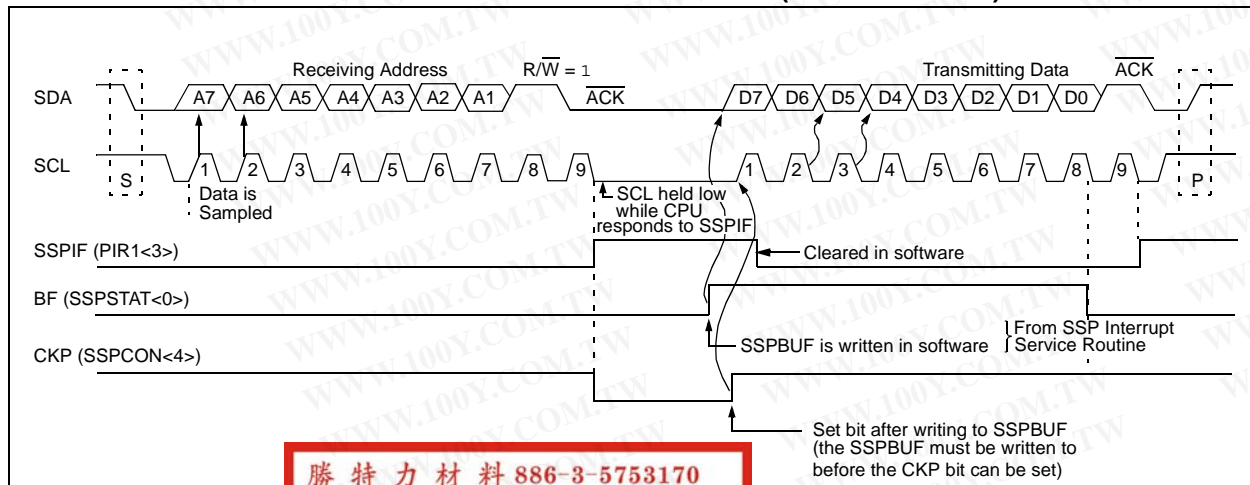 Receiving Address R/W = 1 Transmitting Data ACK
SDA A7 A6 A5 A4 A3 A2 A1 ACK D7 D6 D5 D4 D3 D2 D1 D0
SCL S 1 2 3 4 5 6 7 8 9 1 2 3 4 5 6 7 8 9 P
Data is
Sampled
SCL held low
while CPU
responds to SSPIF
SSPIF (PIR1<3>)
Cleared in software
BF (SSPSTAT<0>)
SSPBUF is written in software
From SSP Interrupt
Service Routine
CKP (SSPCON<4>)
Set bit after writing to SSPBUF
(the SSPBUF must be written to
before the CKP bit can be set)
勝特力材料 886-3-5753170
WWW.100Y.COM.TW